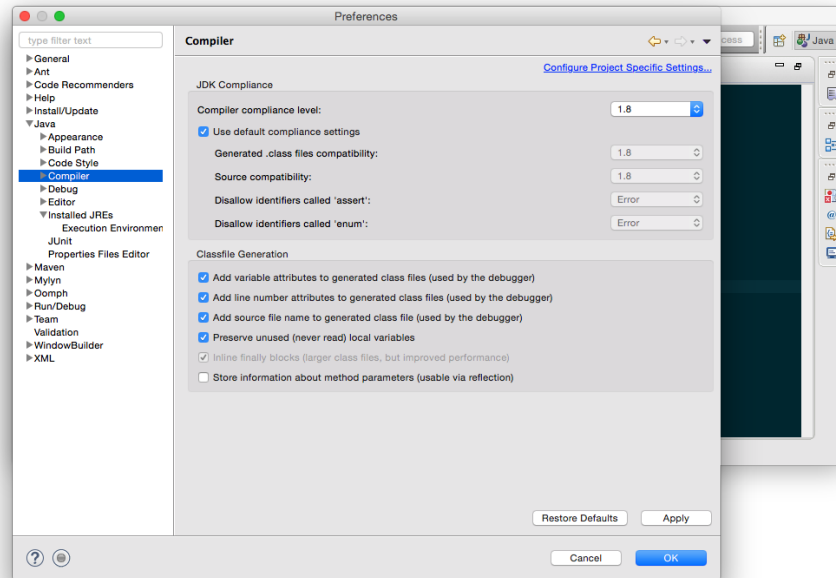 Preferences
type filter text
General
Ant
Code Recommenders
Help
Install/Update
Java
Appearance
Build Path
Code Style
Compiler
Debug
Editor
Installed JREs
Execution Environmen
JUnit
Properties Files Editor
Maven
Mylyn
Oomph
Run/Debug
Team
Validation
WindowBuilder
XML
Compiler
Configure Project Specific Settings...
JDK Compliance
Compiler compliance level: 1.8
Use default compliance settings
Generated .class files compatibility: 1.8
Source compatibility: 1.8
Disallow identifiers called 'assert': Error
Disallow identifiers called 'enum': Error
Classfile Generation
Add variable attributes to generated class files (used by the debugger)
Add line number attributes to generated class files (used by the debugger)
Add source file name to generated class file (used by the debugger)
Preserve unused (never read) local variables
Inline finally blocks (larger class files, but improved performance)
Store information about method parameters (usable via reflection)
Restore Defaults Apply
? Cancel OK
cess
Java